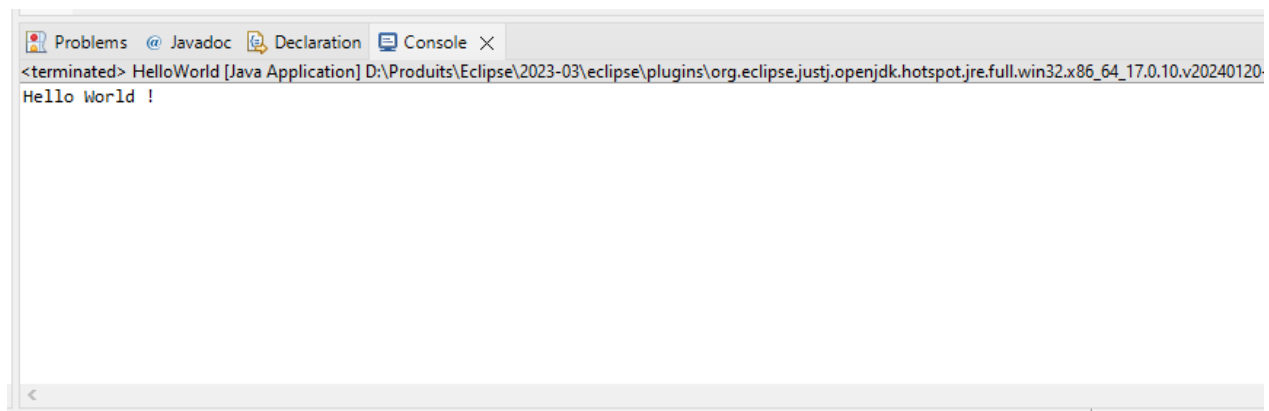 Problems @ Javadoc Declaration Console
<terminated> HelloWorld [Java Application] D:\Produits\Eclipse\2023-03\eclipse\plugins\org.eclipse.justj.openjdk.hotspot.jre.full.win32.x86_64_17.0.10.v20240120-
Hello World !